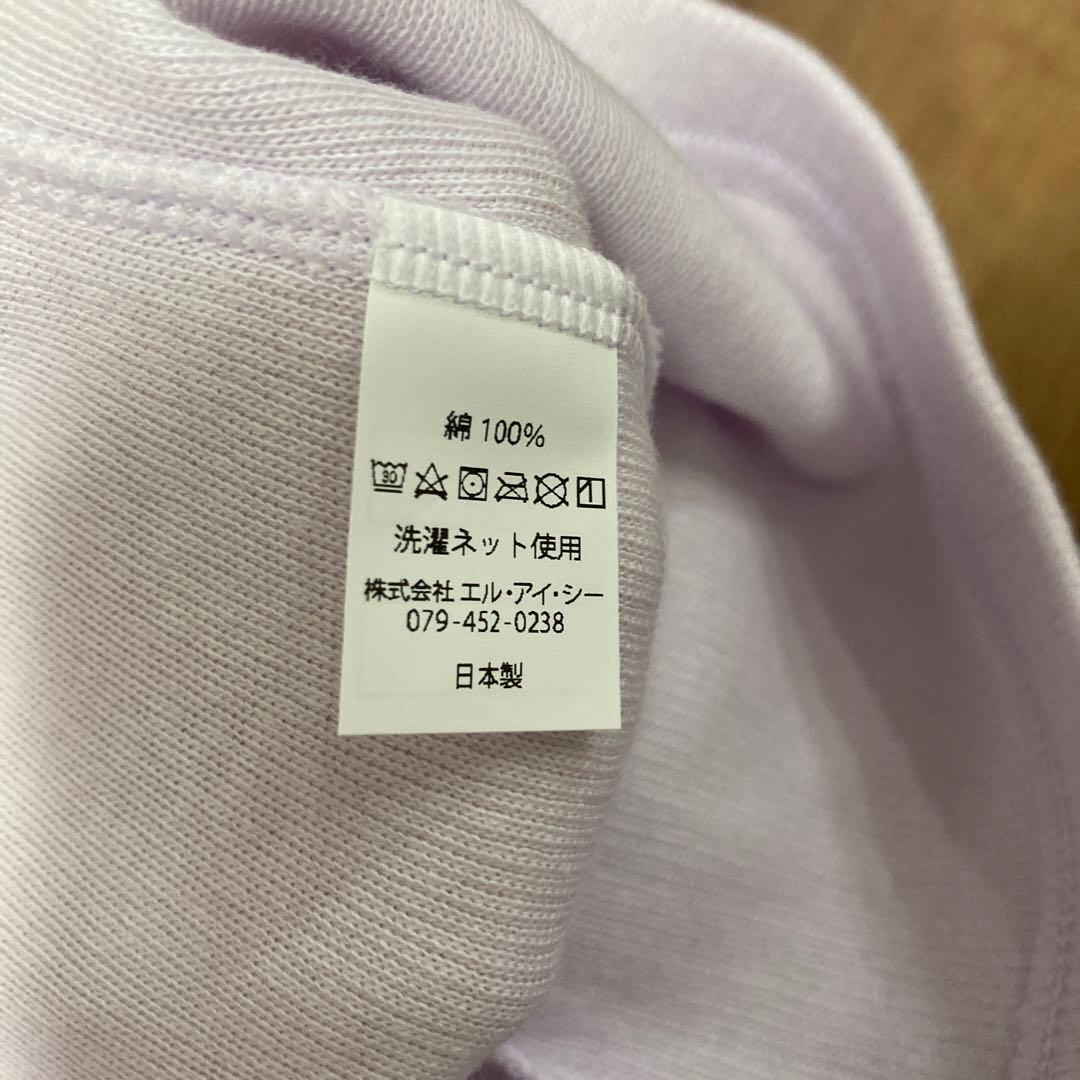 綿 100%
30
洗濯ネット使用
株式会社 エル・アイ・シー
079-452-0238
日本製